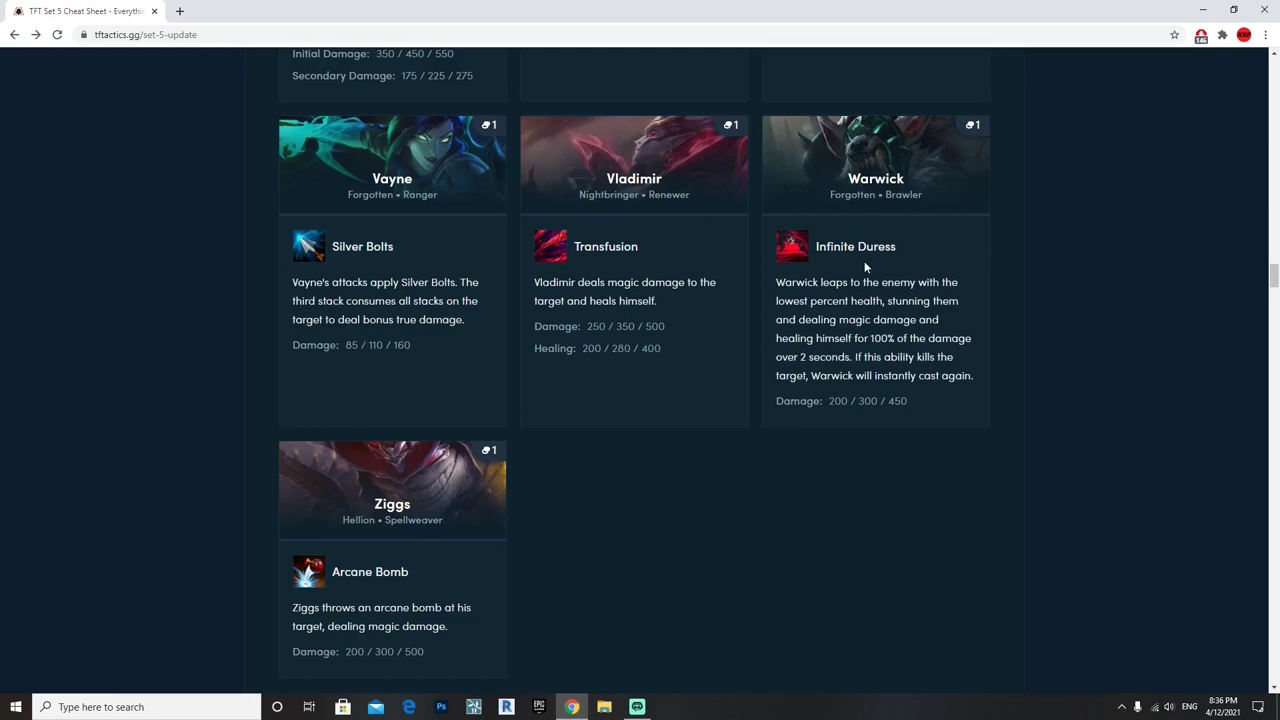 TFT Set 5 Cheat Sheet - Everythin
tftactics.gg/set-5-update
146
Initial Damage: 350 / 450 / 550
Secondary Damage: 175 / 225 / 275
1
Vayne
Forgotten • Ranger
Silver Bolts
Vayne's attacks apply Silver Bolts. The
third stack consumes all stacks on the
target to deal bonus true damage.
Damage: 85 / 110 / 160
1
Vladimir
Nightbringer • Renewer
Transfusion
Vladimir deals magic damage to the
target and heals himself.
Damage: 250 / 350 / 500
Healing: 200 / 280 / 400
1
Warwick
Forgotten • Brawler
Infinite Duress
Warwick leaps to the enemy with the
lowest percent health, stunning them
and dealing magic damage and
healing himself for 100% of the damage
over 2 seconds. If this ability kills the
target, Warwick will instantly cast again.
Damage: 200 / 300 / 450
1
Ziggs
Hellion • Spellweaver
Arcane Bomb
Ziggs throws an arcane bomb at his
target, dealing magic damage.
Damage: 200 / 300 / 500
Type here to search
Ps
R
EPIC
ENG
8:36 PM
4/12/2021